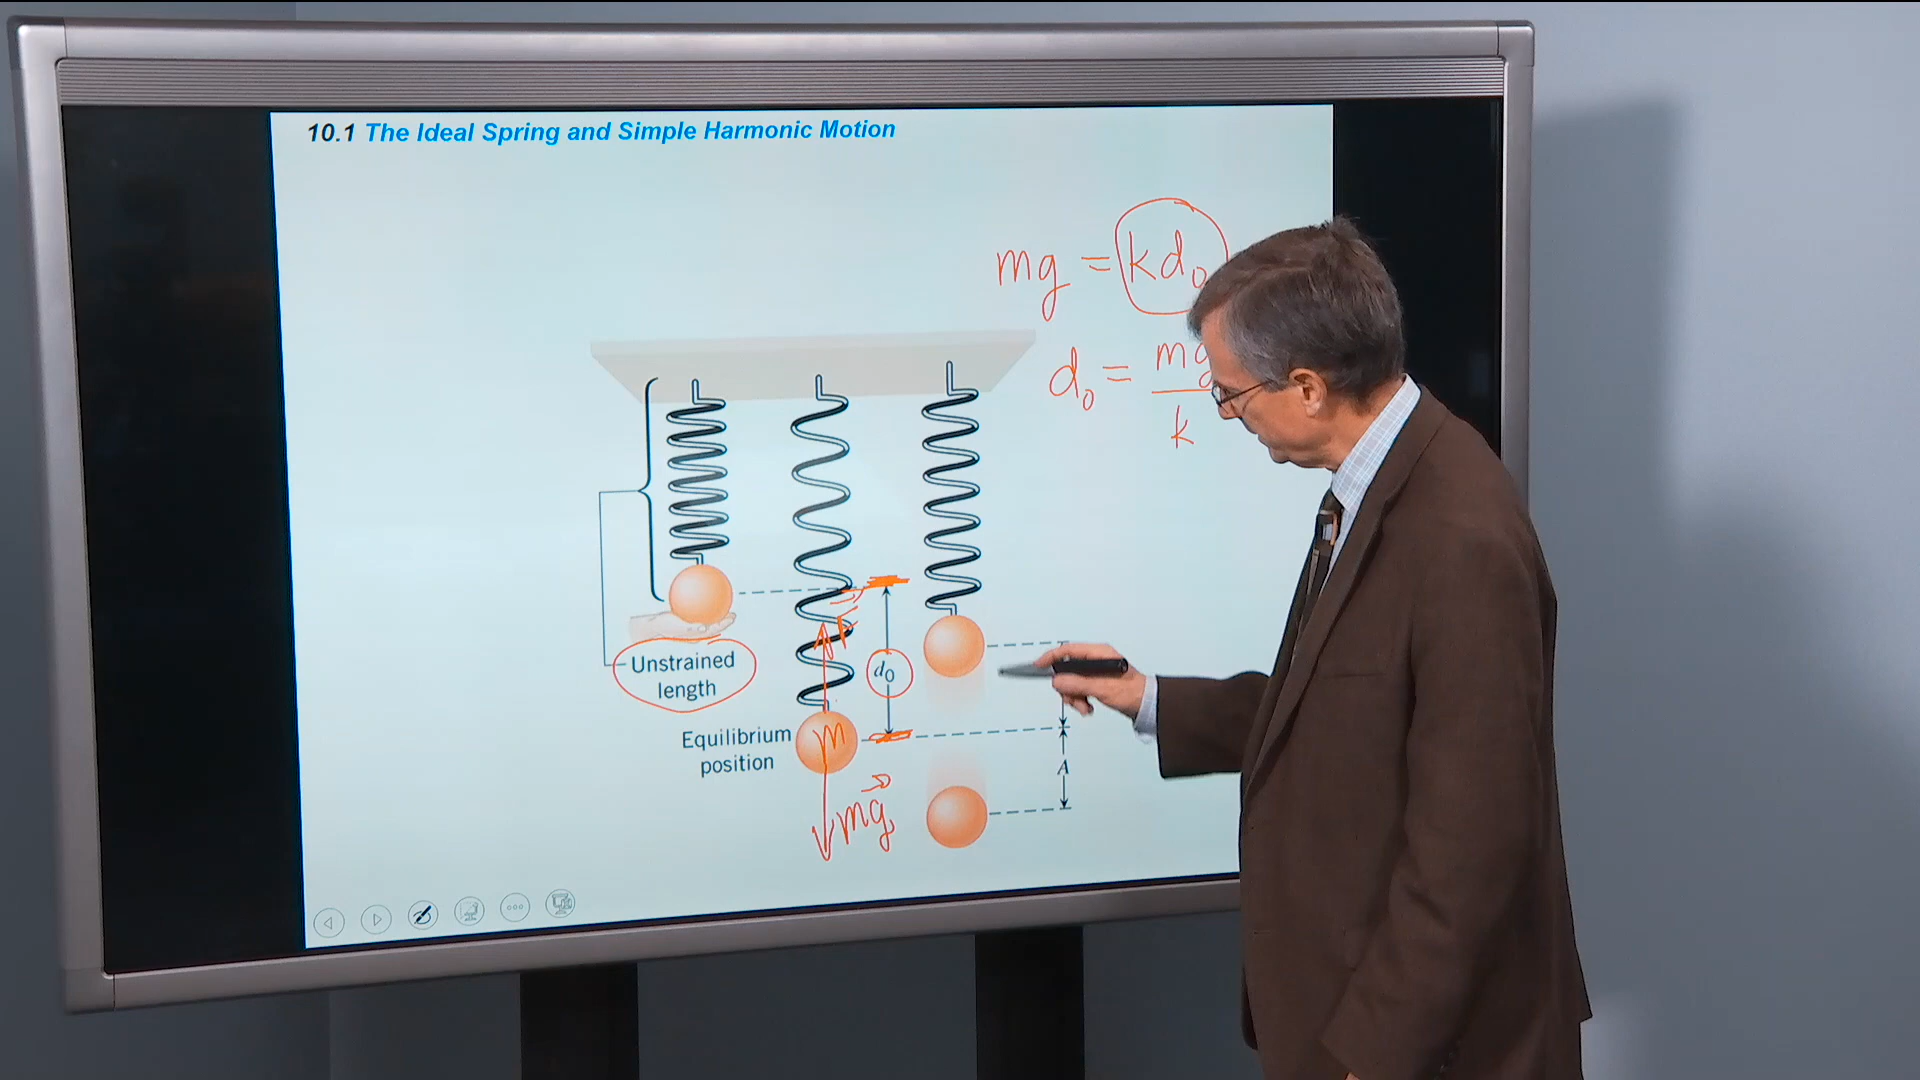 10.1 The Ideal Spring and Simple Harmonic Motion
mg = kd₀
d₀ = mg
k
Unstrained
length
d₀
Equilibrium
position
m
mg
A